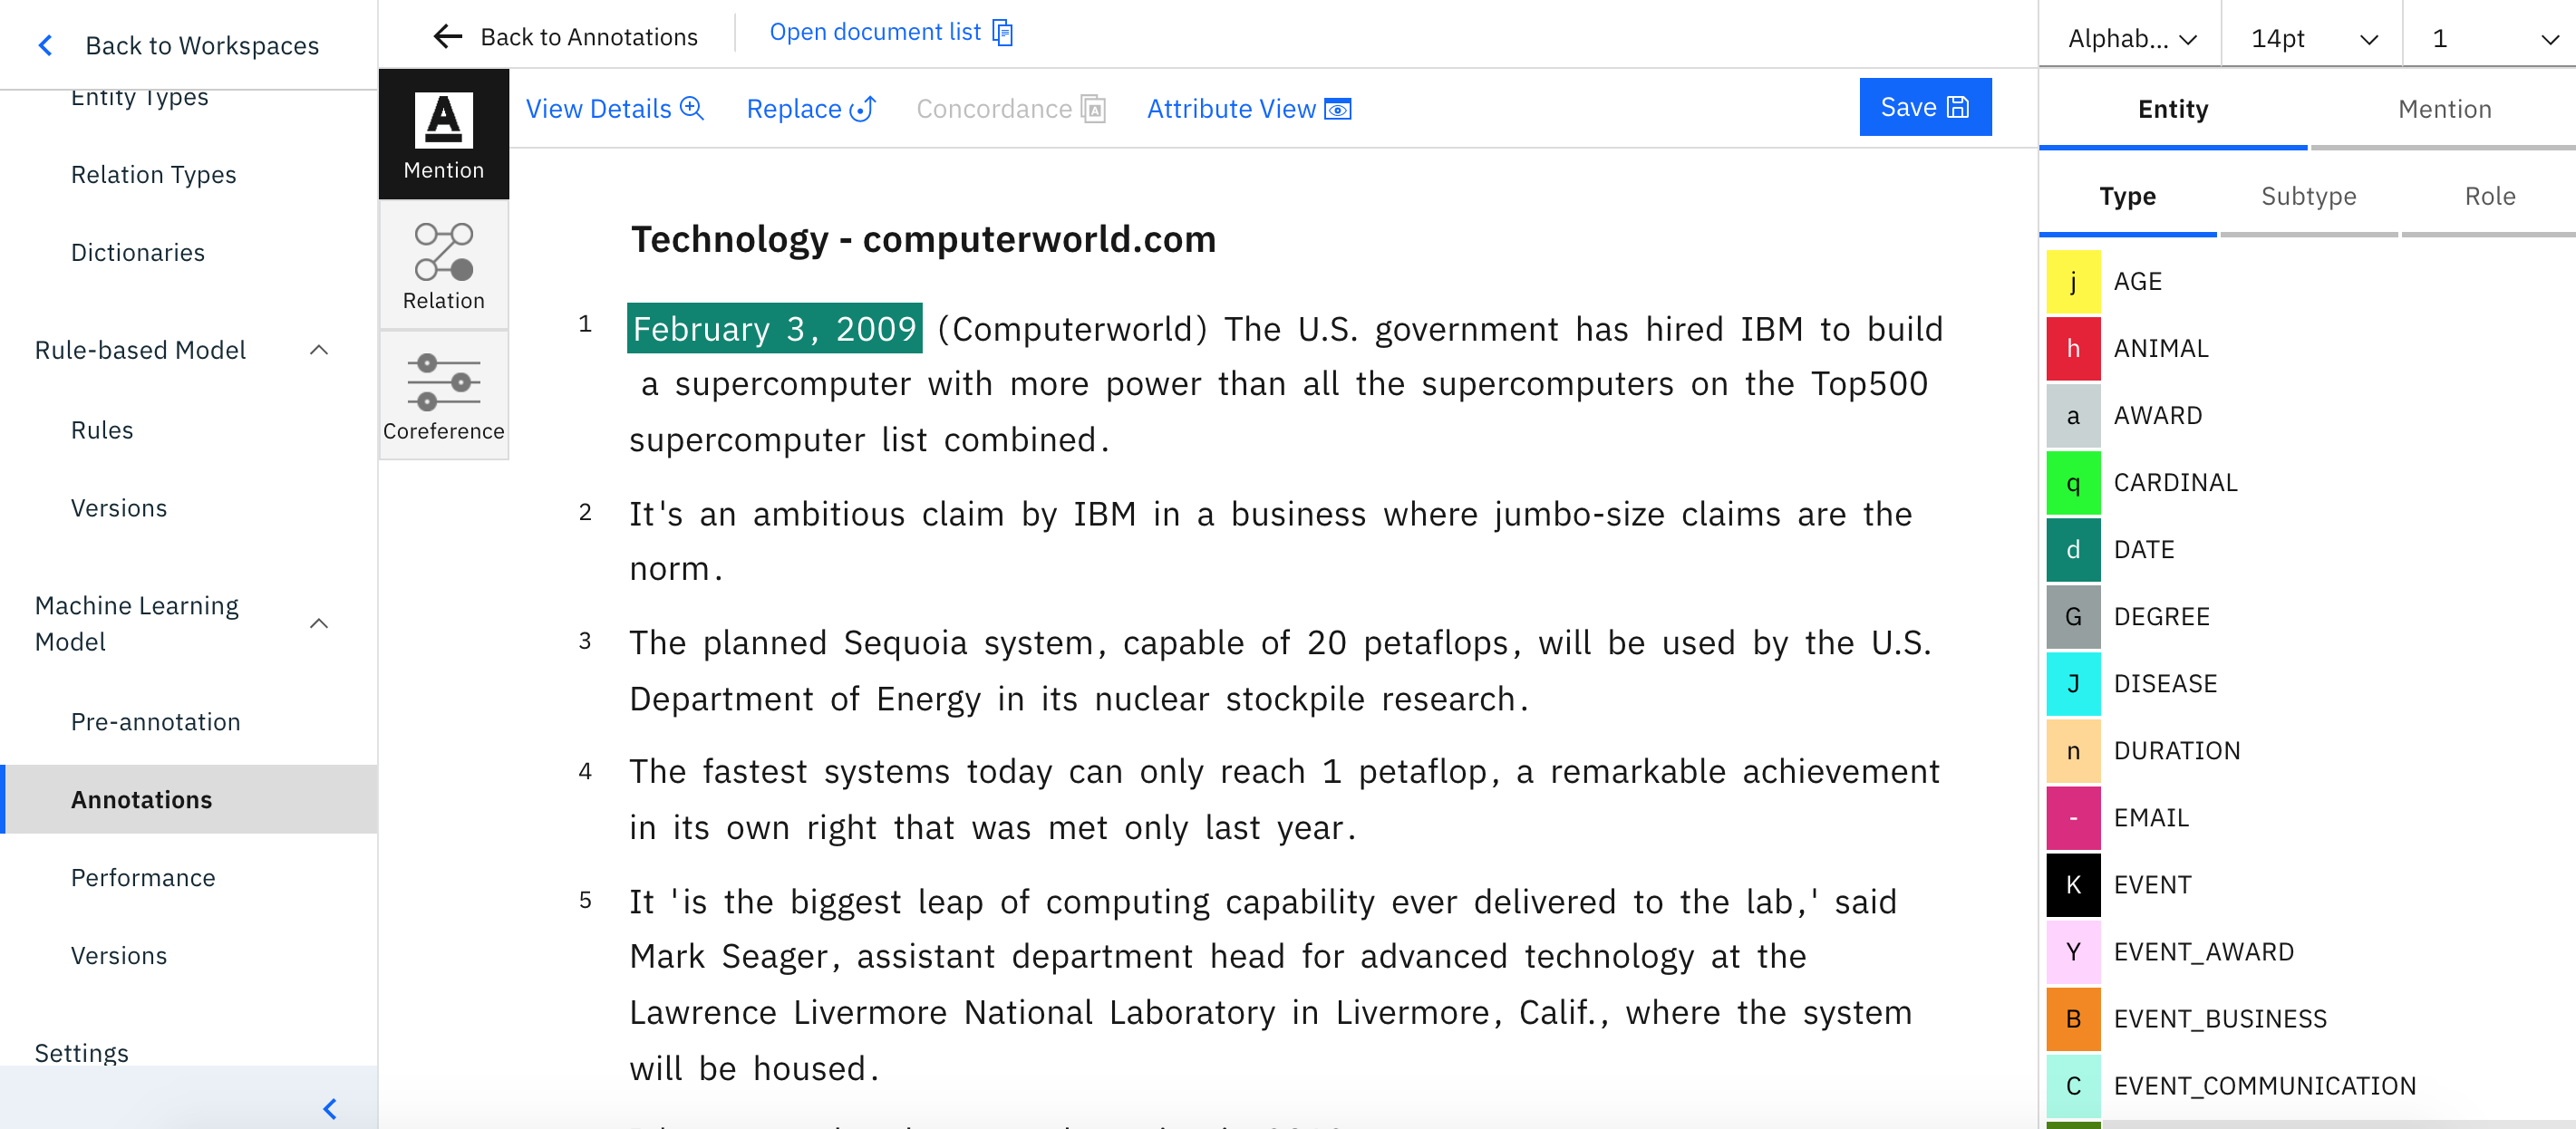 Back to Workspaces
Entity Types
Relation Types
Dictionaries
Rule-based Model
Rules
Versions
Machine Learning
Model
Pre-annotation
Annotations
Performance
Versions
Settings
Back to Annotations
Open document list
A
Mention
Relation
Coreference
View Details
Replace
Concordance
Attribute View
Save
Technology - computerworld.com
1 February 3, 2009 (Computerworld) The U.S. government has hired IBM to build
a supercomputer with more power than all the supercomputers on the Top500
supercomputer list combined.
2 It's an ambitious claim by IBM in a business where jumbo-size claims are the
norm.
3 The planned Sequoia system, capable of 20 petaflops, will be used by the U.S.
Department of Energy in its nuclear stockpile research.
4 The fastest systems today can only reach 1 petaflop, a remarkable achievement
in its own right that was met only last year.
5 It 'is the biggest leap of computing capability ever delivered to the lab,' said
Mark Seager, assistant department head for advanced technology at the
Lawrence Livermore National Laboratory in Livermore, Calif., where the system
will be housed.
Alphab... 14pt 1
Entity Mention
Type Subtype Role
j AGE
h ANIMAL
a AWARD
q CARDINAL
d DATE
G DEGREE
J DISEASE
n DURATION
- EMAIL
K EVENT
Y EVENT_AWARD
B EVENT_BUSINESS
C EVENT_COMMUNICATION